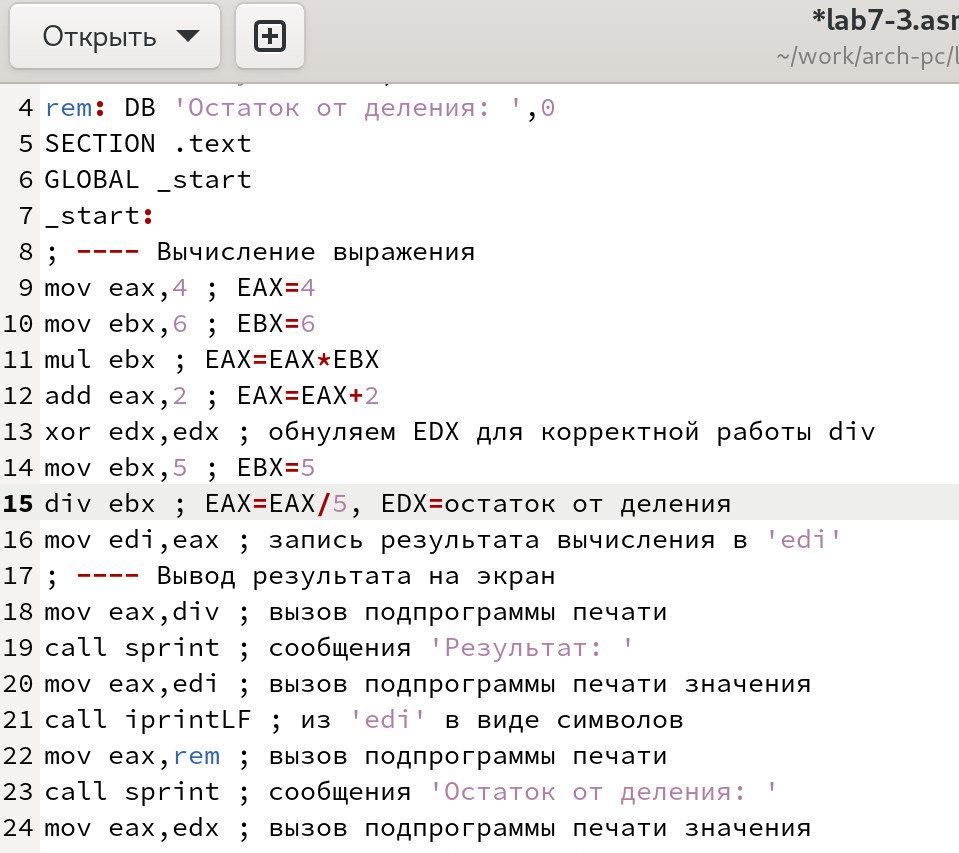 Открыть
*lab7-3.asm
~/work/arch-pc/l
4 rem: DB 'Остаток от деления: ',0
5 SECTION .text
6 GLOBAL _start
7 _start:
8 ; ---- Вычисление выражения
9 mov eax,4 ; EAX=4
10 mov ebx,6 ; EBX=6
11 mul ebx ; EAX=EAX*EBX
12 add eax,2 ; EAX=EAX+2
13 xor edx,edx ; обнуляем EDX для корректной работы div
14 mov ebx,5 ; EBX=5
15 div ebx ; EAX=EAX/5, EDX=остаток от деления
16 mov edi,eax ; запись результата вычисления в 'edi'
17 ; ---- Вывод результата на экран
18 mov eax,div ; вызов подпрограммы печати
19 call sprint ; сообщения 'Результат: '
20 mov eax,edi ; вызов подпрограммы печати значения
21 call iprintLF ; из 'edi' в виде символов
22 mov eax,rem ; вызов подпрограммы печати
23 call sprint ; сообщения 'Остаток от деления: '
24 mov eax,edx ; вызов подпрограммы печати значения